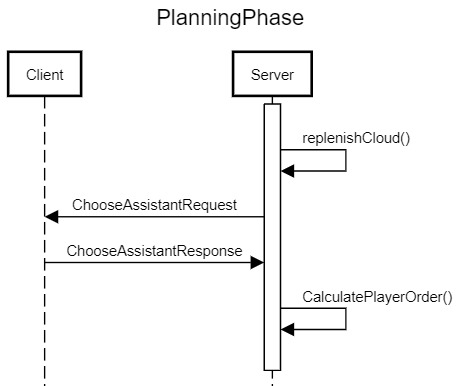 PlanningPhase
Client
Server
replenishCloud()
ChooseAssistantRequest
ChooseAssistantResponse
CalculatePlayerOrder()